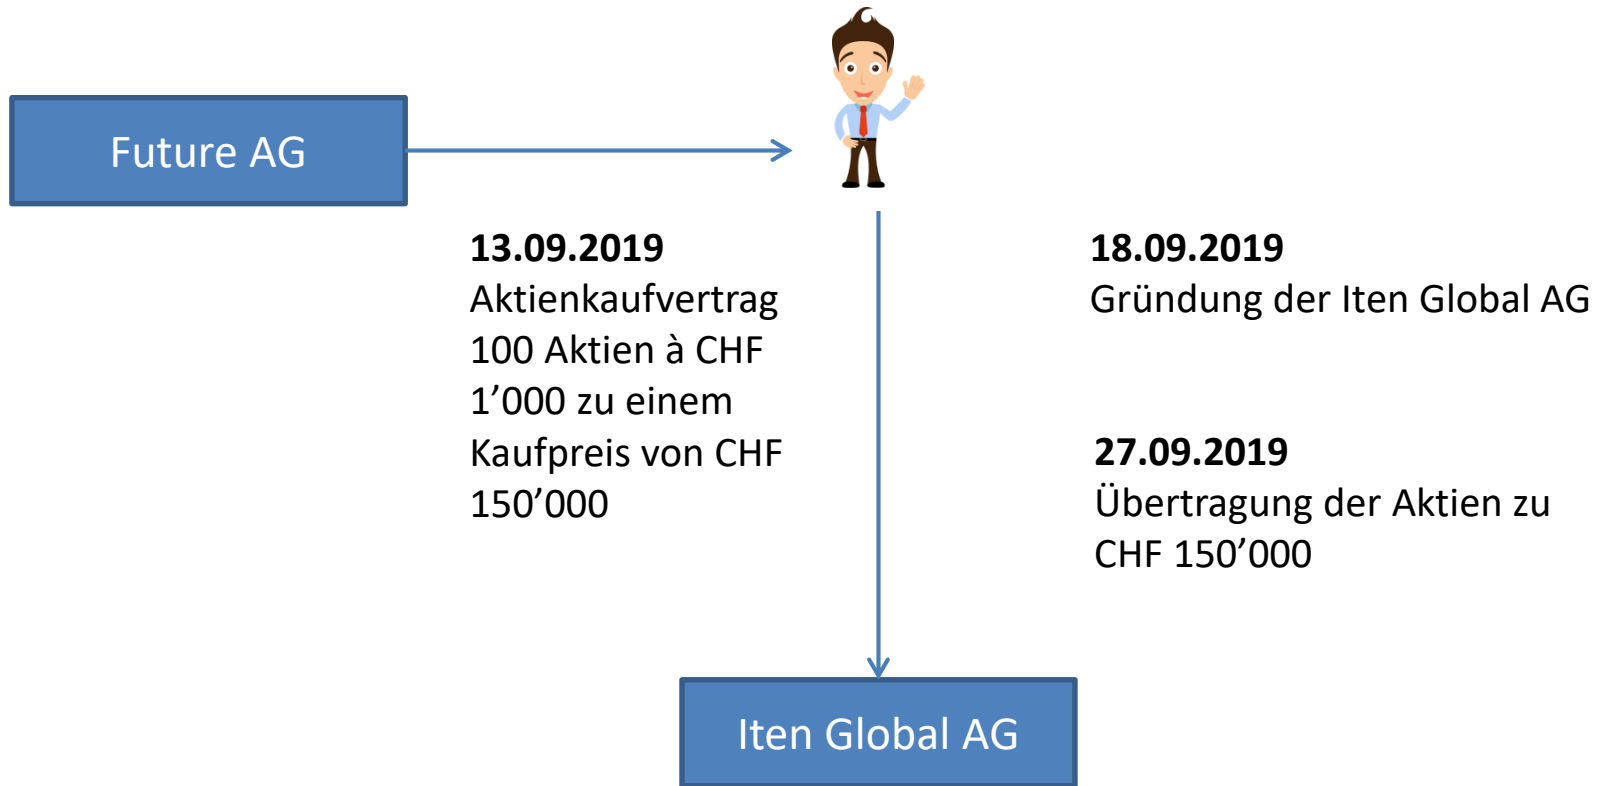 Future AG
13.09.2019
Aktienkaufvertrag
100 Aktien à CHF
1’000 zu einem
Kaufpreis von CHF
150’000
18.09.2019
Gründung der Iten Global AG
27.09.2019
Übertragung der Aktien zu
CHF 150’000
Iten Global AG